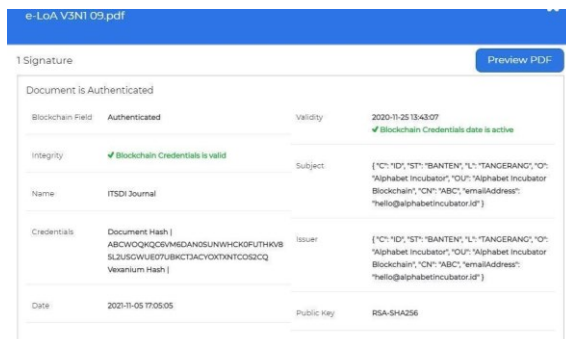 e-LoA V3N1 09.pdf
1 Signature
Preview PDF
Document is Authenticated
Blockchain Field Authenticated
Integrity ✔ Blockchain Credentials is valid
Name ITSDI Journal
Credentials Document Hash |
ABCWOQKQC6VM6DAN0SUNWHCK0FUTHKV8
5L2USGWUE07UBKCTJACYOXTXNTCOS2CQ
Vexanium Hash |
Date 2021-11-05 17:05:05
Validity 2020-11-25 13:43:07
✔ Blockchain Credentials date is active
Subject { "C": "ID", "ST": "BANTEN", "L": "TANGERANG", "O":
"Alphabet Incubator", "OU": "Alphabet Incubator
Blockchain", "CN": "ABC", "emailAddress":
"hello@alphabetincubator.id" }
Issuer { "C": "ID", "ST": "BANTEN", "L": "TANGERANG", "O":
"Alphabet Incubator", "OU": "Alphabet Incubator
Blockchain", "CN": "ABC", "emailAddress":
"hello@alphabetincubator.id" }
Public Key RSA-SHA256